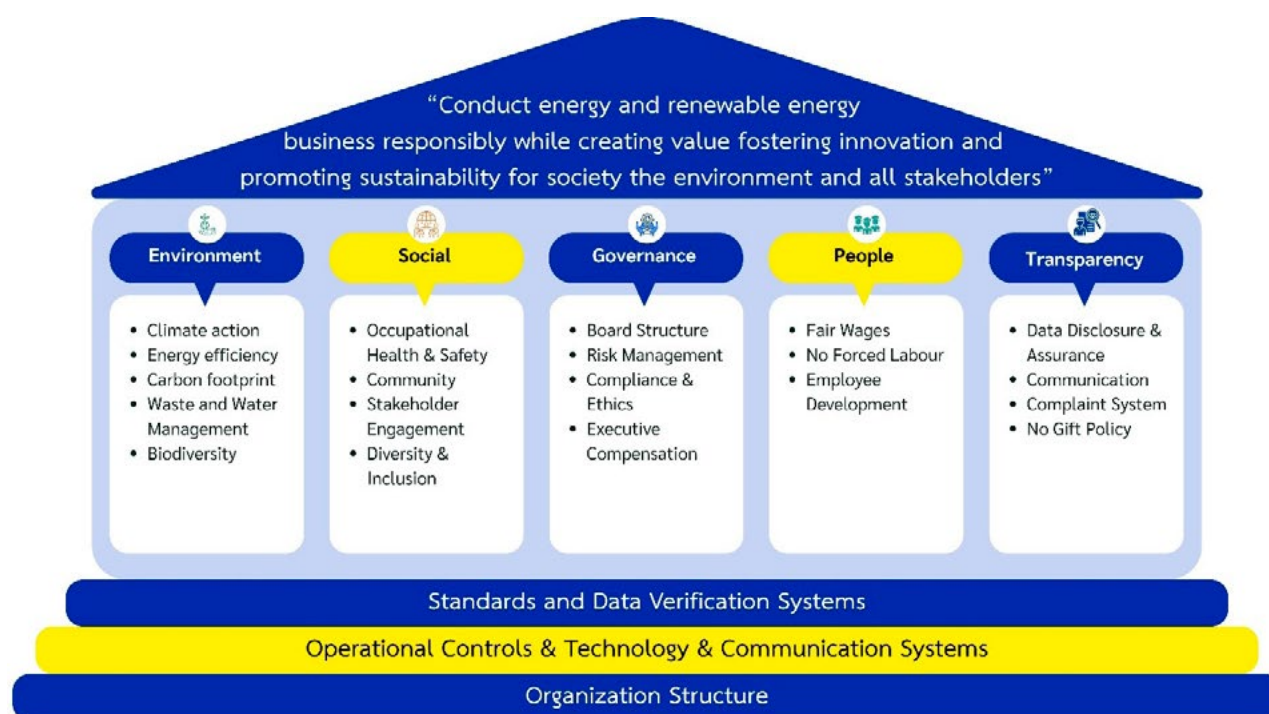 “Conduct energy and renewable energy
business responsibly while creating value fostering innovation and
promoting sustainability for society the environment and all stakeholders”
Environment
• Climate action
• Energy efficiency
• Carbon footprint
• Waste and Water
Management
• Biodiversity
Social
• Occupational
Health & Safety
• Community
• Stakeholder
Engagement
• Diversity &
Inclusion
Governance
• Board Structure
• Risk Management
• Compliance &
Ethics
• Executive
Compensation
People
• Fair Wages
• No Forced Labour
• Employee
Development
Transparency
• Data Disclosure &
Assurance
• Communication
• Complaint System
• No Gift Policy
Standards and Data Verification Systems
Operational Controls & Technology & Communication Systems
Organization Structure